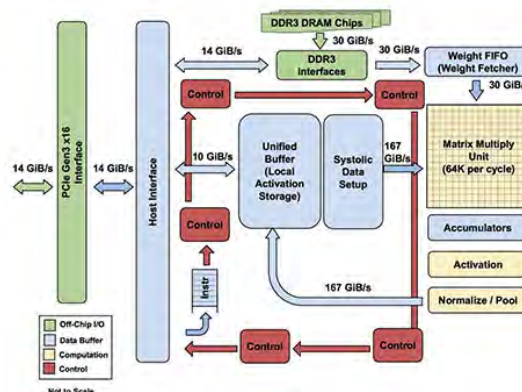 DDR3 DRAM Chips
14 GiB/s
30 GiB/s
30 GiB/s
DDR3
Interfaces
Weight FIFO
(Weight Fetcher)
30 GiB/s
Control
Control
14 GiB/s
PCIe Gen3 x16
Interface
14 GiB/s
Host Interface
10 GiB/s
Unified
Buffer
(Local
Activation
Storage)
Systolic
Data
Setup
167
GiB/s
Matrix Multiply
Unit
(64K per cycle)
Control
Accumulators
Activation
Instr
167 GiB/s
Normalize / Pool
Off-Chip I/O
Data Buffer
Computation
Control
Control
Control
Not to Scale